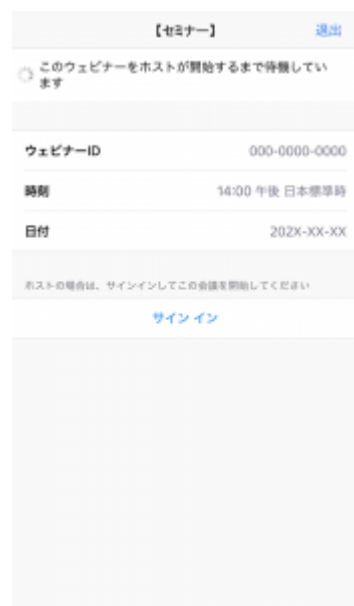 【セミナー】 退出
このウェビナーをホストが開始するまで待機してい
ます
ウェビナーID 000-0000-0000
時刻 14:00 午後 日本標準時
日付 202X-XX-XX
ホストの場合は、サインインしてこの会議を開始してください
サイン イン